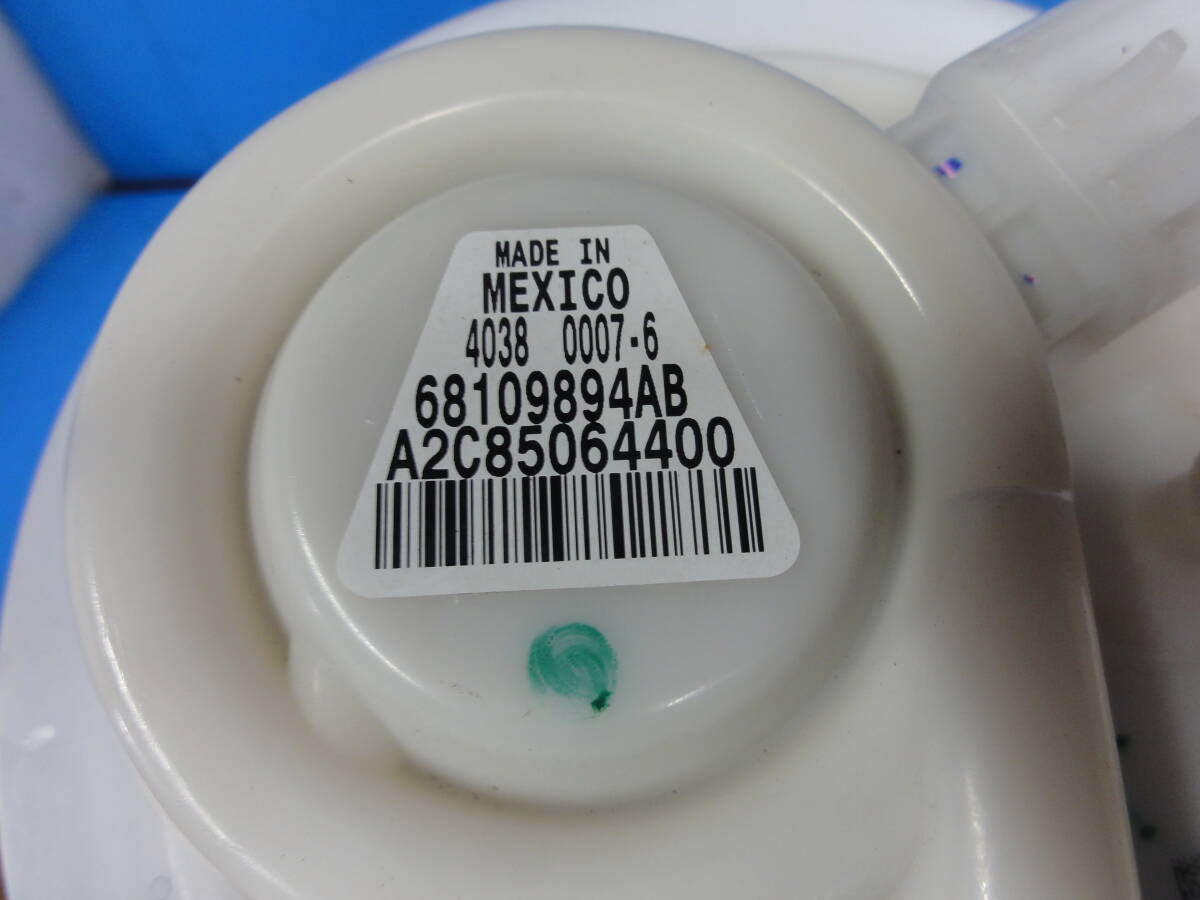 MADE IN
MEXICO
4038 0007-6
68109894AB
A2C85064400